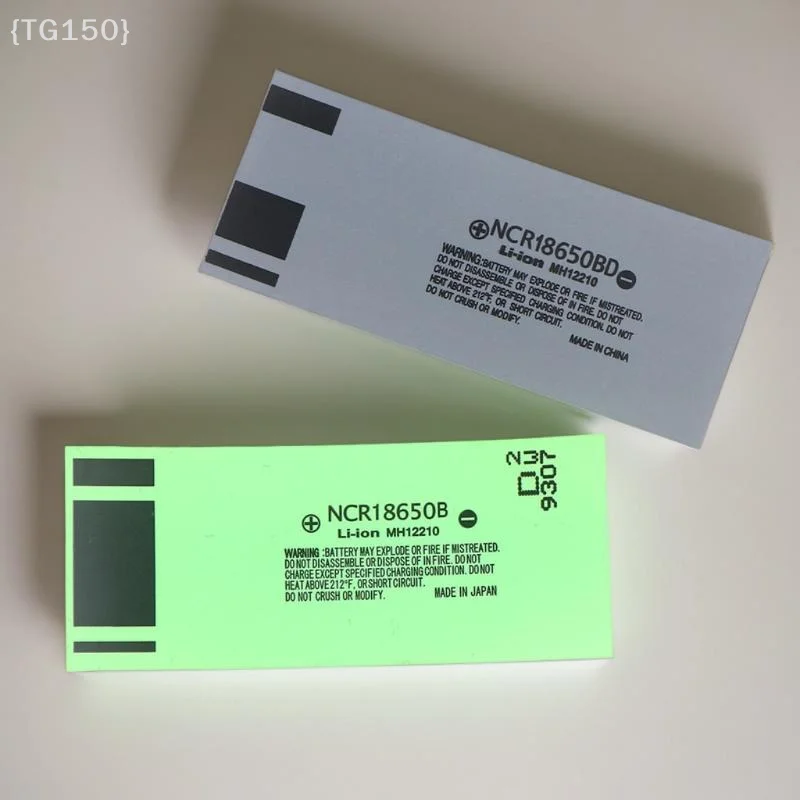 {TG150}
⊕NCR18650BD⊖
Li-ion MH12210
WARNING:BATTERY MAY EXPLODE OR FIRE IF MISTREATED.
DO NOT DISASSEMBLE OR DISPOSE OF IN FIRE. DO NOT
CHARGE EXCEPT SPECIFIED CHARGING CONDITION. DO NOT
HEAT ABOVE 212°F, OR SHORT CIRCUIT.
DO NOT CRUSH OR MODIFY.
MADE IN CHINA
⊕ NCR18650B ⊖
Li-ion MH12210
WARNING :BATTERY MAY EXPLODE OR FIRE IF MISTREATED.
DO NOT DISASSEMBLE OR DISPOSE OF IN FIRE. DO NOT
CHARGE EXCEPT SPECIFIED CHARGING CONDITION. DO NOT
HEAT ABOVE 212°F, OR SHORT CIRCUIT.
DO NOT CRUSH OR MODIFY.
MADE IN JAPAN
2
9307